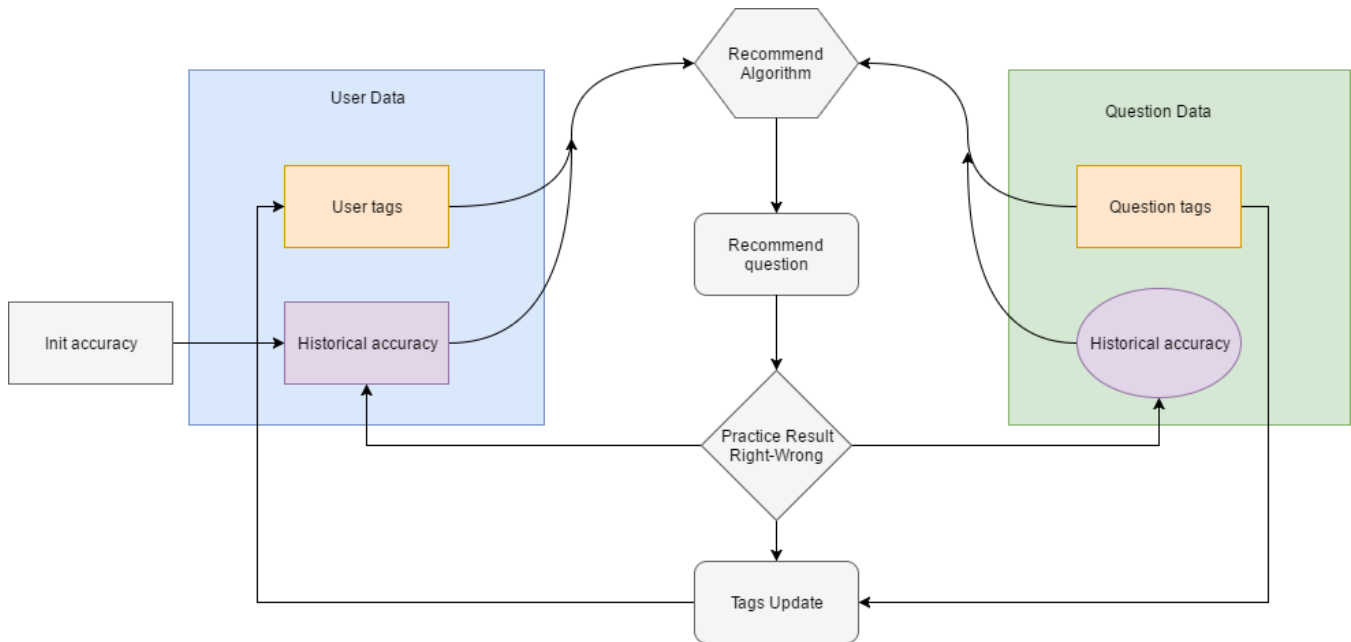 Recommend
Algorithm
User Data
Question Data
User tags
Question tags
Recommend
question
Init accuracy
Historical accuracy
Historical accuracy
Practice Result
Right-Wrong
Tags Update